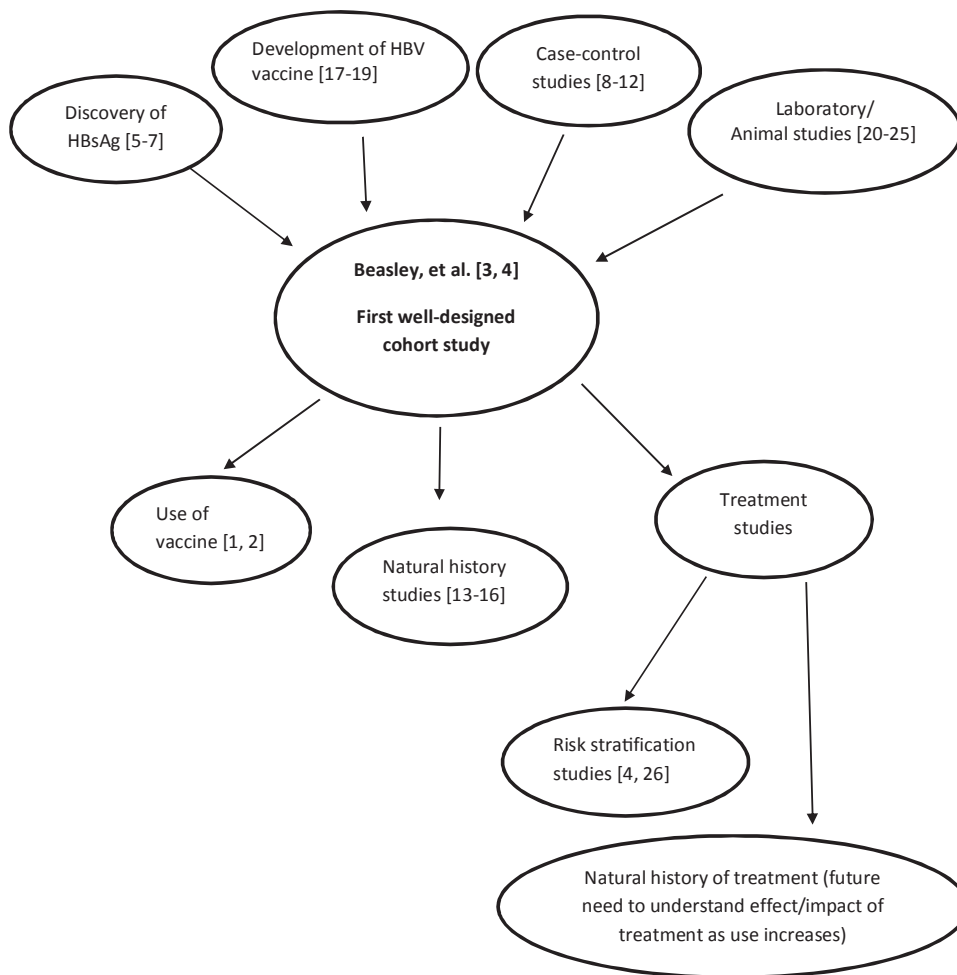 Development of HBV
vaccine [17-19]
Case-control
studies [8-12]
Discovery of
HBsAg [5-7]
Laboratory/
Animal studies [20-25]
Beasley, et al. [3, 4]
First well-designed
cohort study
Use of
vaccine [1, 2]
Natural history
studies [13-16]
Treatment
studies
Risk stratification
studies [4, 26]
Natural history of treatment (future
need to understand effect/impact of
treatment as use increases)